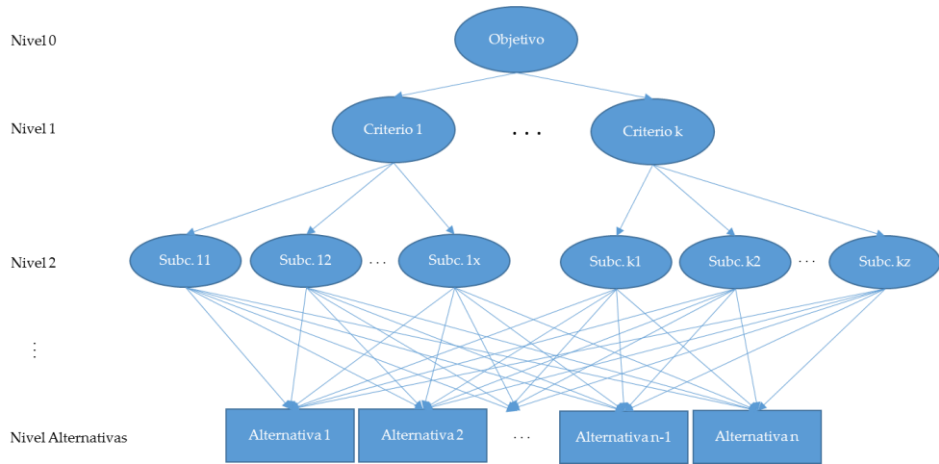 Nivel 0
Objetivo
Nivel 1
Criterio 1
. . .
Criterio k
Nivel 2
Subc. 11
Subc. 12
...
Subc. 1x
Subc. k1
Subc. k2
...
Subc. kz
...
Nivel Alternativas
Alternativa 1
Alternativa 2
...
Alternativa n-1
Alternativa n